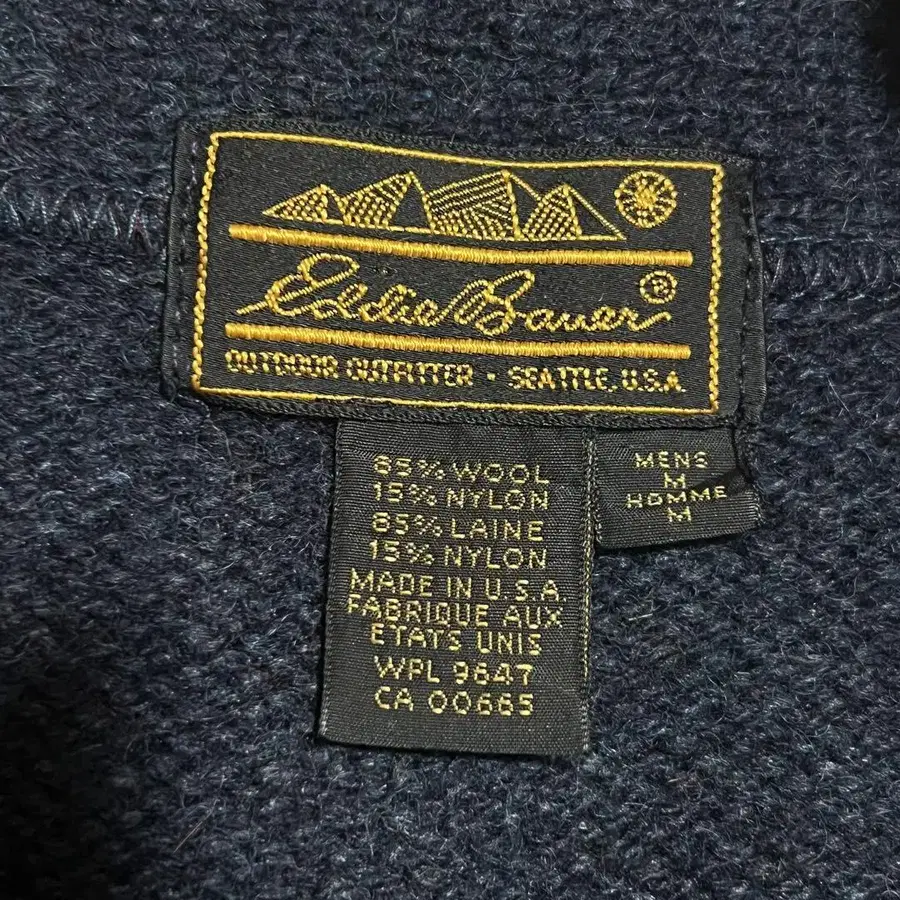 Eddie Bauer ®
OUTDOOR OUTFITTER · SEATTLE, U.S.A.
85% WOOL
15% NYLON
85% LAINE
15% NYLON
MADE IN U.S.A
FABRIQUE AUX
ETATS UNIS
WPL 9647
CA 00665
MENS
M
HOMME
M